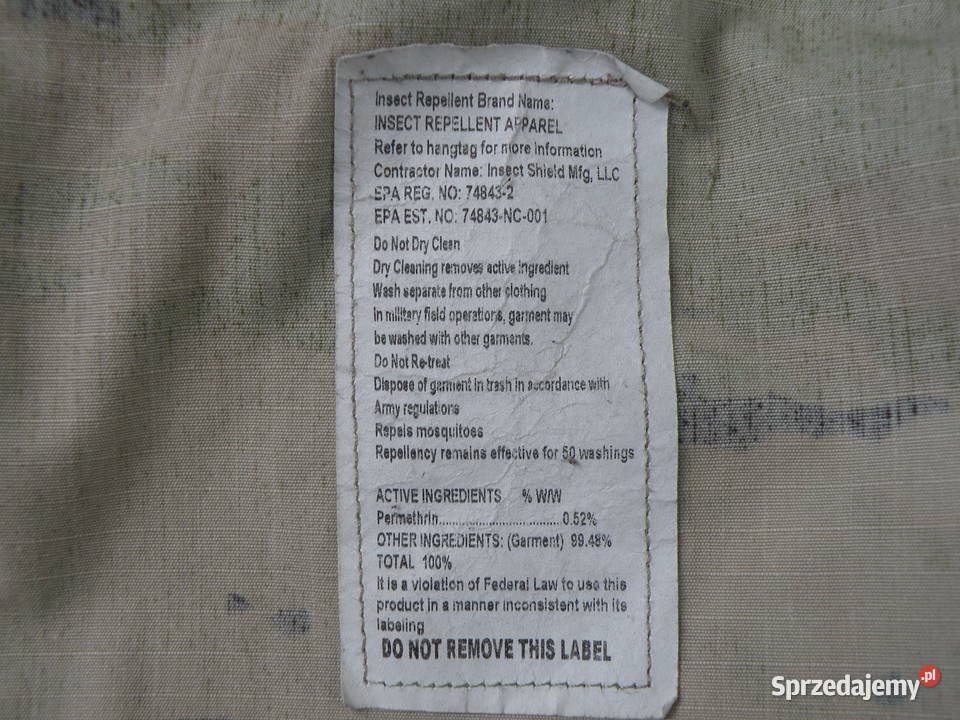 Insect Repellent Brand Name:
INSECT REPELLENT APPAREL
Refer to hangtag for more information
Contractor Name: Insect Shield Mfg, LLC
EPA REG. NO: 74843-2
EPA EST. NO: 74843-NC-001
Do Not Dry Clean
Dry Cleaning removes active ingredient
Wash separate from other clothing
In military field operations, garment may
be washed with other garments.
Do Not Re-treat
Dispose of garment in trash in accordance with
Army regulations
Repels mosquitoes
Repellency remains effective for 50 washings
ACTIVE INGREDIENTS % W/W
Permethrin.................................... 0.52%
OTHER INGREDIENTS: (Garment) 99.48%
TOTAL 100%
It is a violation of Federal Law to use this
product in a manner inconsistent with its
labeling
DO NOT REMOVE THIS LABEL
Sprzedajemy.pl